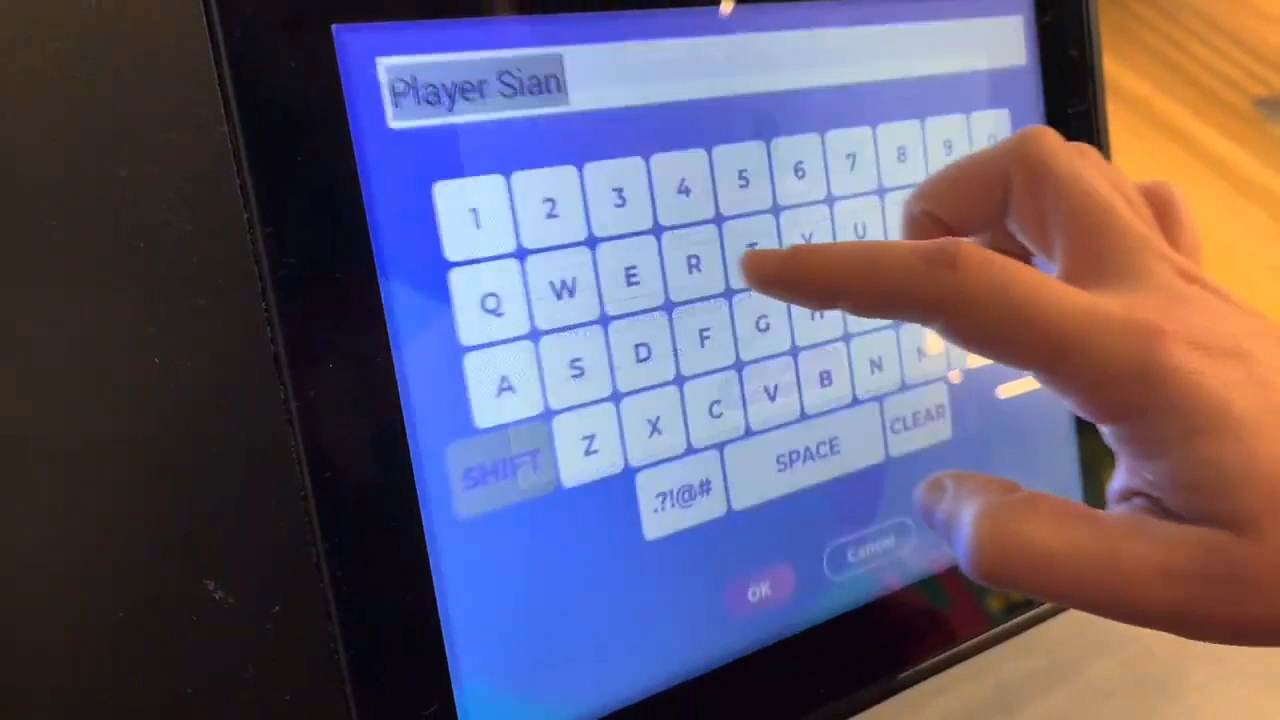 Player Sian
1 2 3 4 5 6 7 8 9
Q W E R T Y U
A S D F G H
SHIFT Z X C V B N M
.?!@# SPACE CLEAR
OK Cancel